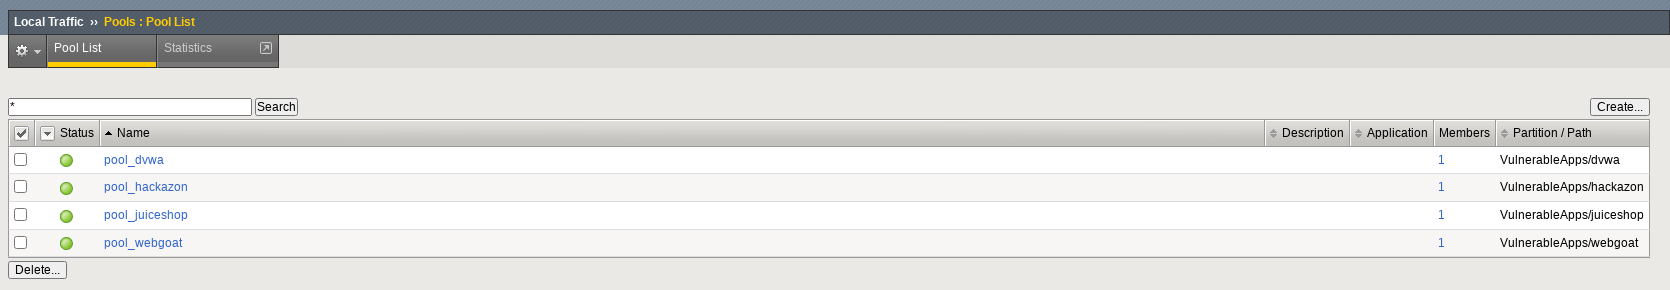 Local Traffic ›› Pools : Pool List
Pool List Statistics
* Search Create...
Status Name Description Application Members Partition / Path
pool_dvwa 1 VulnerableApps/dvwa
pool_hackazon 1 VulnerableApps/hackazon
pool_juiceshop 1 VulnerableApps/juiceshop
pool_webgoat 1 VulnerableApps/webgoat
Delete...